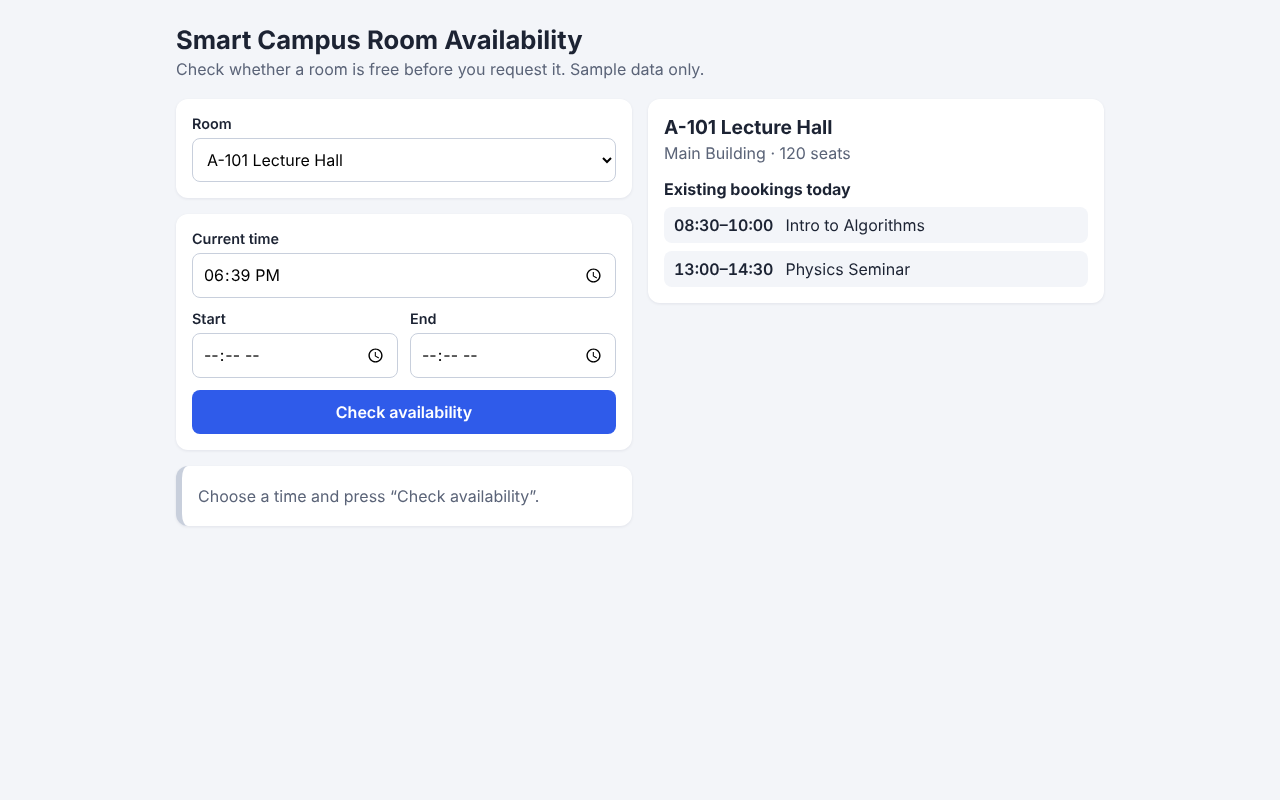 Smart Campus Room Availability
Check whether a room is free before you request it. Sample data only.
Room
A-101 Lecture Hall
Current time
06:39 PM
Start
End
--:-- --
--:-- --
Check availability
Choose a time and press “Check availability”.
A-101 Lecture Hall
Main Building · 120 seats
Existing bookings today
08:30–10:00 Intro to Algorithms
13:00–14:30 Physics Seminar